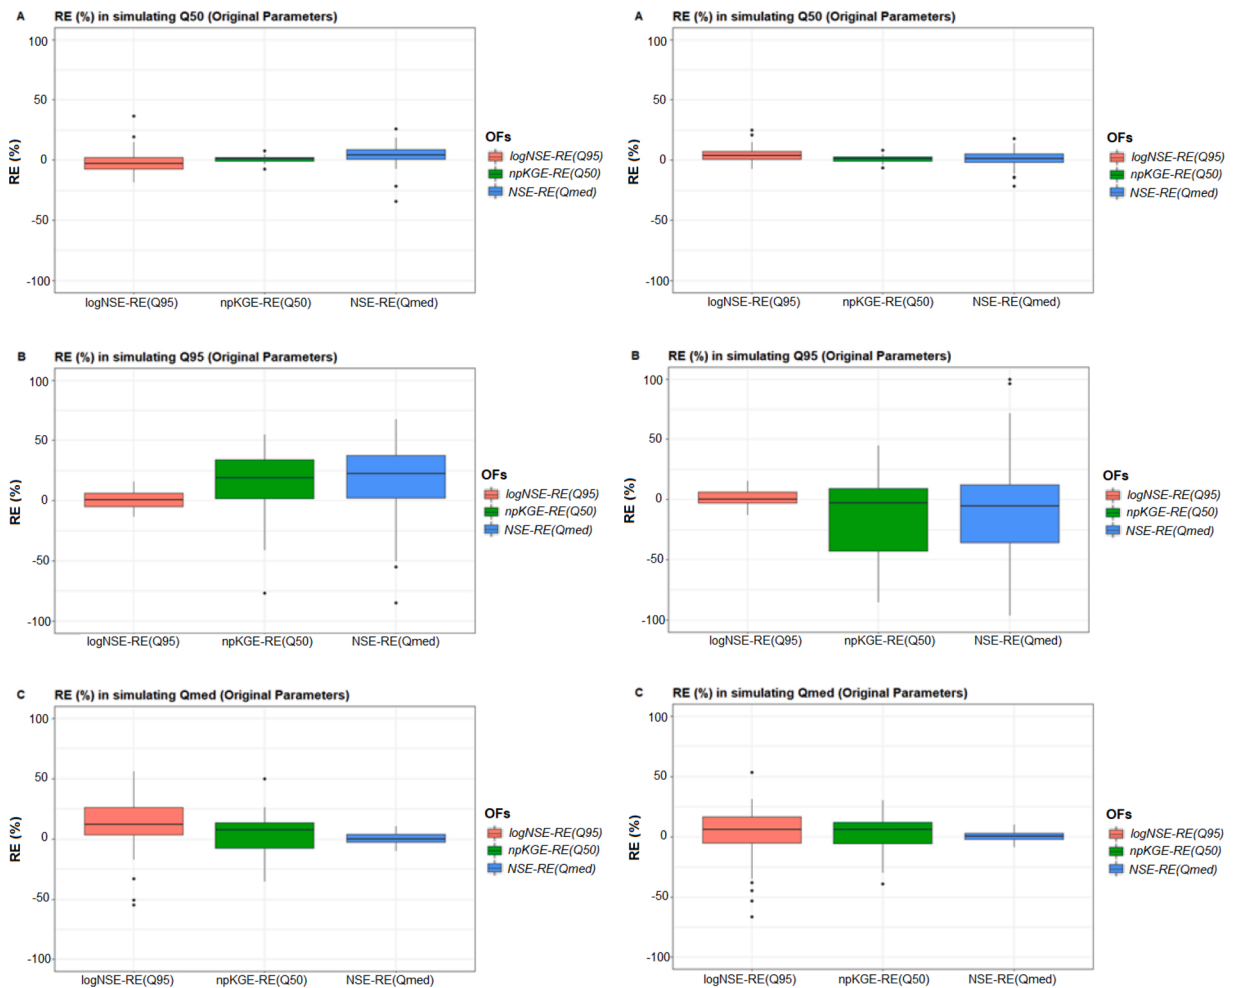 A RE (%) in simulating Q50 (Original Parameters)
100
50
0
-50
-100
RE (%)
logNSE-RE(Q95) npKGE-RE(Q50) NSE-RE(Qmed)
OFs
logNSE-RE(Q95)
npKGE-RE(Q50)
NSE-RE(Qmed)
A RE (%) in simulating Q50 (Original Parameters)
100
50
0
-50
-100
RE (%)
logNSE-RE(Q95) npKGE-RE(Q50) NSE-RE(Qmed)
OFs
logNSE-RE(Q95)
npKGE-RE(Q50)
NSE-RE(Qmed)
B RE (%) in simulating Q95 (Original Parameters)
100
50
0
-50
-100
RE (%)
logNSE-RE(Q95) npKGE-RE(Q50) NSE-RE(Qmed)
OFs
logNSE-RE(Q95)
npKGE-RE(Q50)
NSE-RE(Qmed)
B RE (%) in simulating Q95 (Original Parameters)
100
50
0
-50
-100
RE (%)
logNSE-RE(Q95) npKGE-RE(Q50) NSE-RE(Qmed)
OFs
logNSE-RE(Q95)
npKGE-RE(Q50)
NSE-RE(Qmed)
C RE (%) in simulating Qmed (Original Parameters)
100
50
0
-50
-100
RE (%)
logNSE-RE(Q95) npKGE-RE(Q50) NSE-RE(Qmed)
OFs
logNSE-RE(Q95)
npKGE-RE(Q50)
NSE-RE(Qmed)
C RE (%) in simulating Qmed (Original Parameters)
100
50
0
-50
-100
RE (%)
logNSE-RE(Q95) npKGE-RE(Q50) NSE-RE(Qmed)
OFs
logNSE-RE(Q95)
npKGE-RE(Q50)
NSE-RE(Qmed)